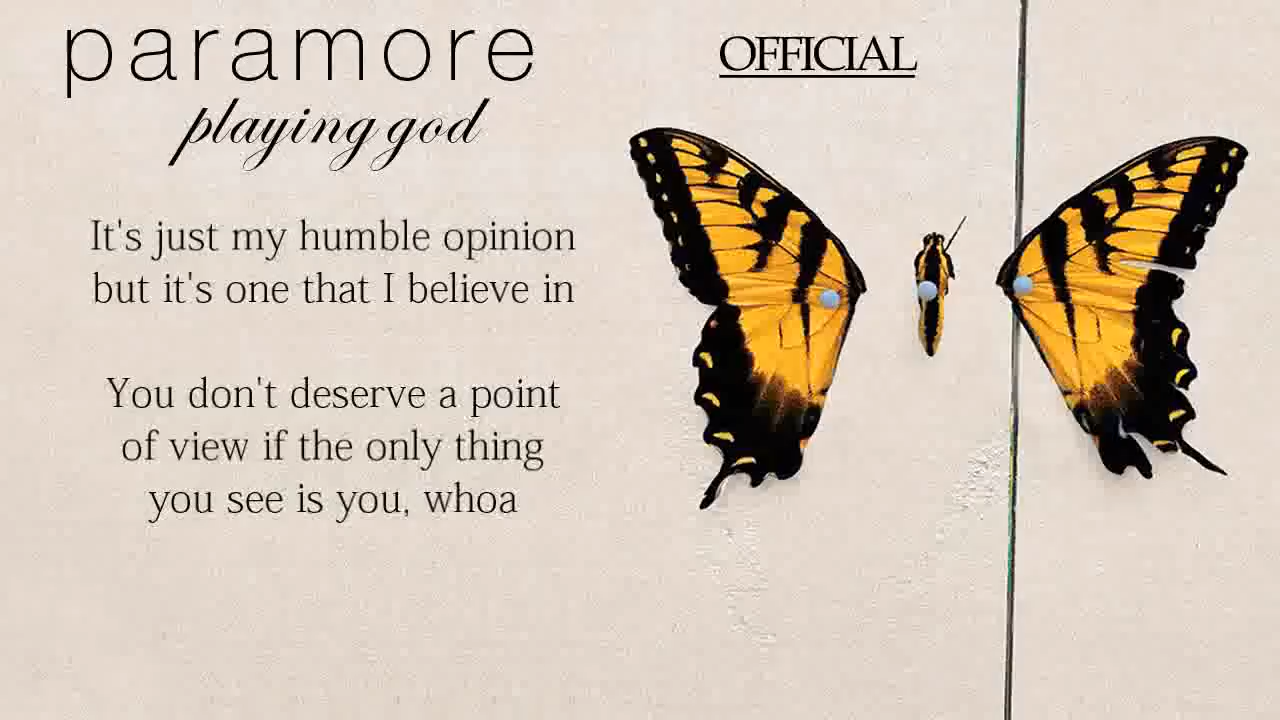 paramore
playing god
OFFICIAL
It's just my humble opinion
but it's one that I believe in
You don't deserve a point
of view if the only thing
you see is you, whoa